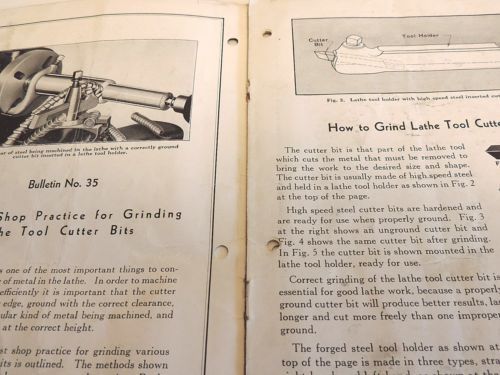 ar of steel being machined in the lathe with a correctly ground
cutter bit inserted in a lathe tool holder.
Bulletin No. 35
Shop Practice for Grinding
he Tool Cutter Bits
s one of the most important things to con-
of metal in the lathe. In order to machine
efficiently it is important that the cutter
edge, ground with the correct clearance,
ular kind of metal being machined, and
at the correct height.
st shop practice for grinding various
its is outlined. The methods shown
Cutter
Bit
Tool Holder
Fig. 2. Lathe tool holder with high speed steel inserted cut
How to Grind Lathe Tool Cutte
The cutter bit is that part of the lathe tool
which cuts the metal that must be removed to
bring the work to the desired size and shape.
The cutter bit is usually made of high speed steel
and held in a lathe tool holder as shown in Fig. 2
at the top of the page.
High speed steel cutter bits are hardened and
are ready for use when properly ground. Fig. 3
at the right shows an unground cutter bit and
Fig. 4 shows the same cutter bit after grinding.
In Fig. 5 the cutter bit is shown mounted in the
lathe tool holder, ready for use.
Correct grinding of the lathe tool cutter bit is
essential for good lathe work, because a properly
ground cutter bit will produce better results, la
longer and cut more freely than one improper
ground.
The forged steel tool holder as shown at
top of the page is made in three types, stra